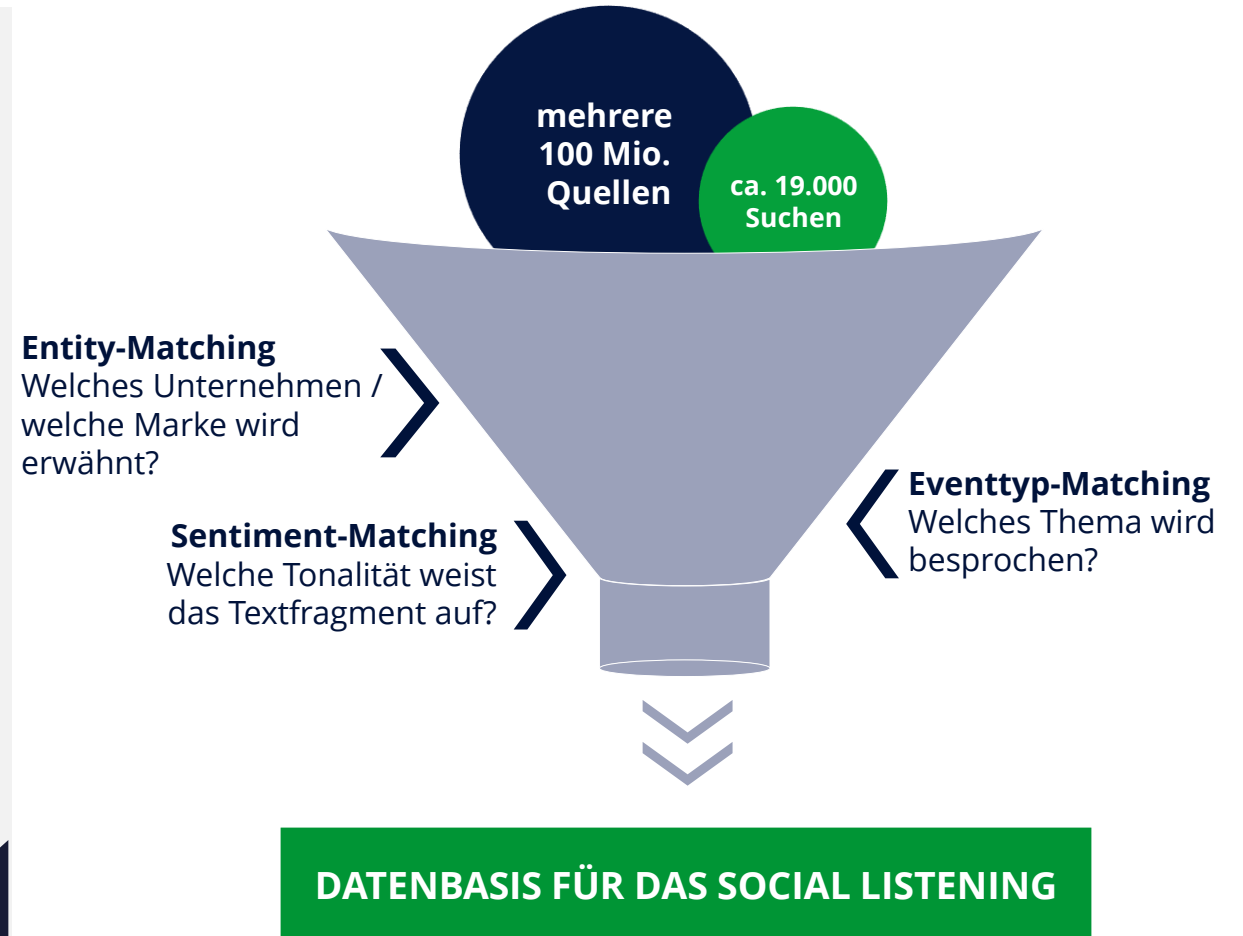 mehrere
100 Mio.
Quellen
ca. 19.000
Suchen
Entity-Matching
Welches Unternehmen /
welche Marke wird
erwähnt?
Eventtyp-Matching
Welches Thema wird
besprochen?
Sentiment-Matching
Welche Tonalität weist
das Textfragment auf?
DATENBASIS FÜR DAS SOCIAL LISTENING